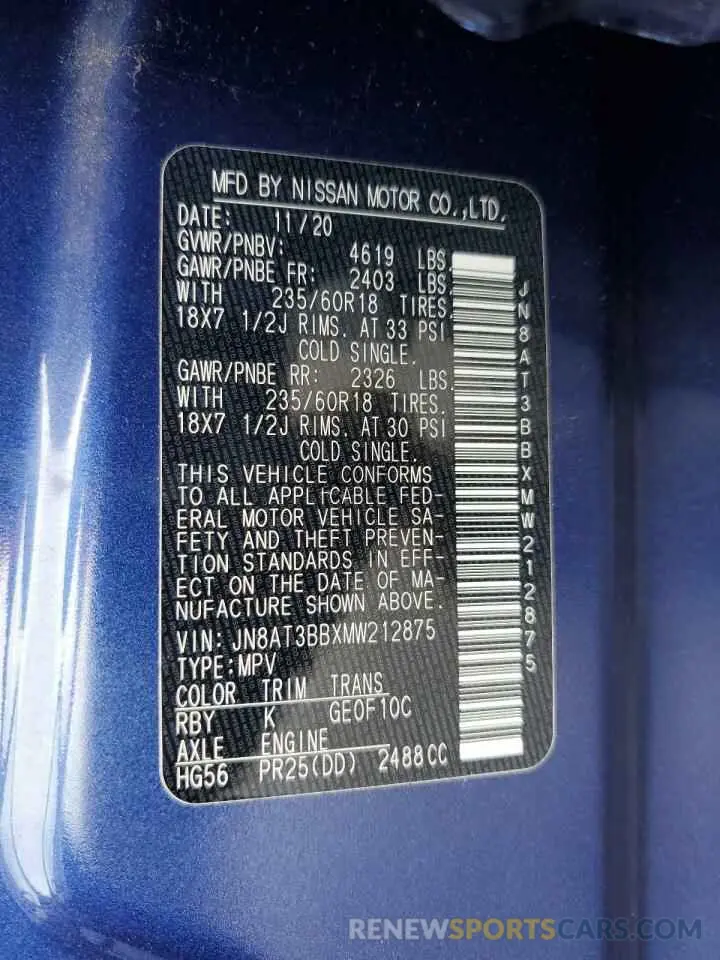 MFD BY NISSAN MOTOR CO.,LTD.
DATE: 11/20
GVWR/PNBV: 4619 LBS.
GAWR/PNBE FR: 2403 LBS.
WITH 235/60R18 TIRES.
18X7 1/2J RIMS. AT 33 PSI
COLD SINGLE.
GAWR/PNBE RR: 2326 LBS.
WITH 235/60R18 TIRES.
18X7 1/2J RIMS. AT 30 PSI
COLD SINGLE.
THIS VEHICLE CONFORMS
TO ALL APPLICABLE FED-
ERAL MOTOR VEHICLE SA-
FETY AND THEFT PREVEN-
TION STANDARDS IN EFF-
ECT ON THE DATE OF MA-
NUFACTURE SHOWN ABOVE.
VIN: JN8AT3BBXMW212875
TYPE:MPV
COLOR TRIM TRANS
RBY K GEOF10C
AXLE ENGINE
HG56 PR25(DD) 2488CC
JN8AT3BBXMW212875
RENEWSPORTSCARS.COM